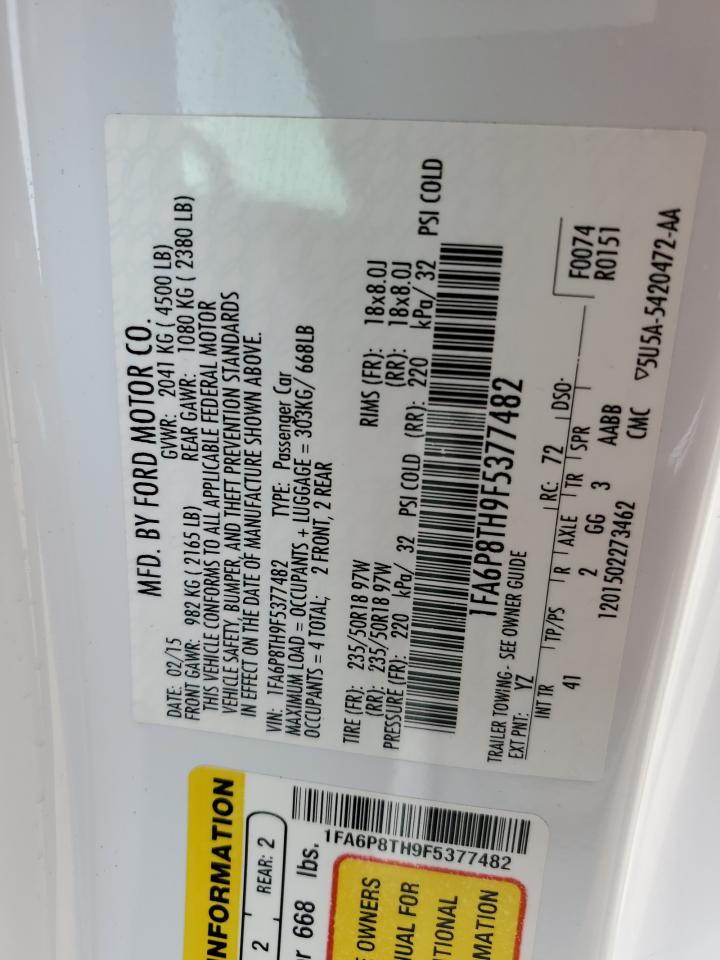 MFD. BY FORD MOTOR CO.
DATE: 02/15 GVWR: 2041 KG ( 4500 LB)
FRONT GAWR: 982 KG ( 2165 LB) REAR GAWR: 1080 KG ( 2380 LB)
THIS VEHICLE CONFORMS TO ALL APPLICABLE FEDERAL MOTOR
VEHICLE SAFETY, BUMPER, AND THEFT PREVENTION STANDARDS
IN EFFECT ON THE DATE OF MANUFACTURE SHOWN ABOVE.
VIN: 1FA6P8TH9F5377482 TYPE: Passenger Car
MAXIMUM LOAD = OCCUPANTS + LUGGAGE = 303KG/ 668LB
OCCUPANTS = 4 TOTAL; 2 FRONT, 2 REAR
TIRE (FR): 235/50R18 97W RIMS (FR): 18x8.0J
(RR): 235/50R18 97W (RR): 18x8.0J
PRESSURE (FR): 220 kPa/ 32 PSI COLD (RR): 220 kPa/ 32 PSI COLD
1FA6P8TH9F5377482
TRAILER TOWING- SEE OWNER GUIDE
EXT PNT: YZ RC: 72 DSO:
INT TR TP/PS R AXLE TR SPR
41 2 GG 3 AABB F0074
R0151
1201502273462 CMC
▽5U5A-5420472-AA
INFORMATION
2 REAR: 2
668 lbs.
1FA6P8TH9F5377482
OWNERS
FOR